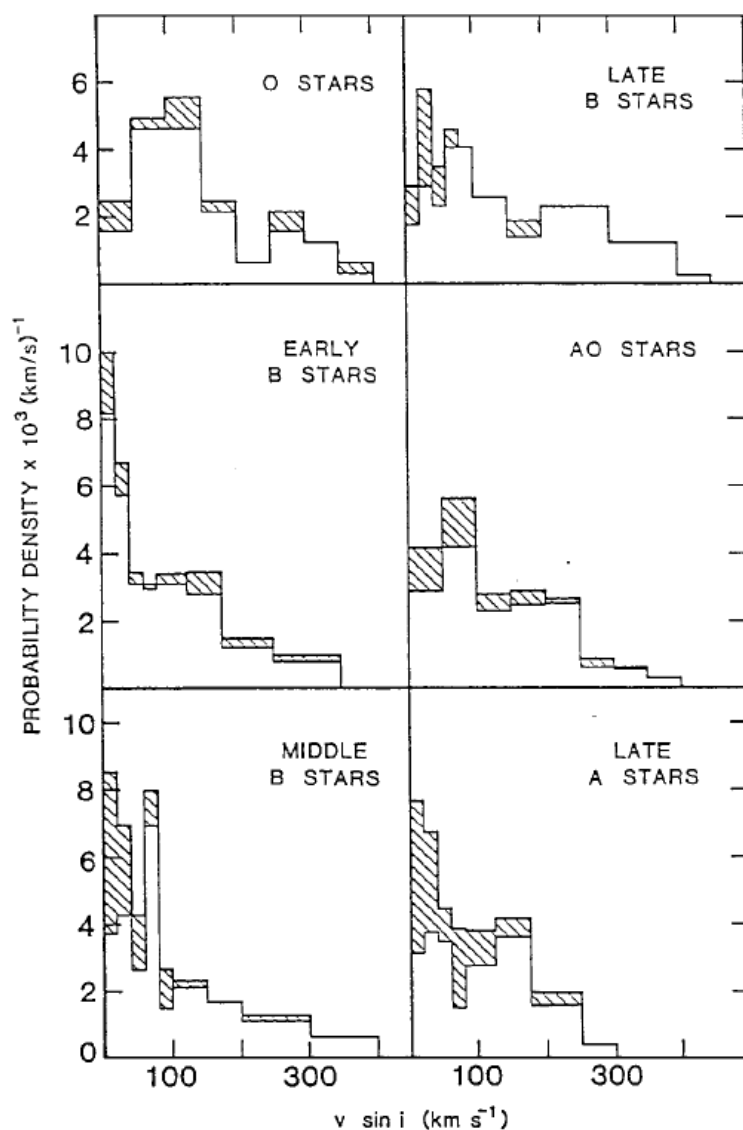 O STARS
LATE
B STARS
6
4
2
EARLY
B STARS
AO STARS
10
8
6
4
2
PROBABILITY DENSITY × 10³ (km/s)⁻¹
MIDDLE
B STARS
LATE
A STARS
10
8
6
4
2
0
100 300 100 300
v sin i (km s⁻¹)